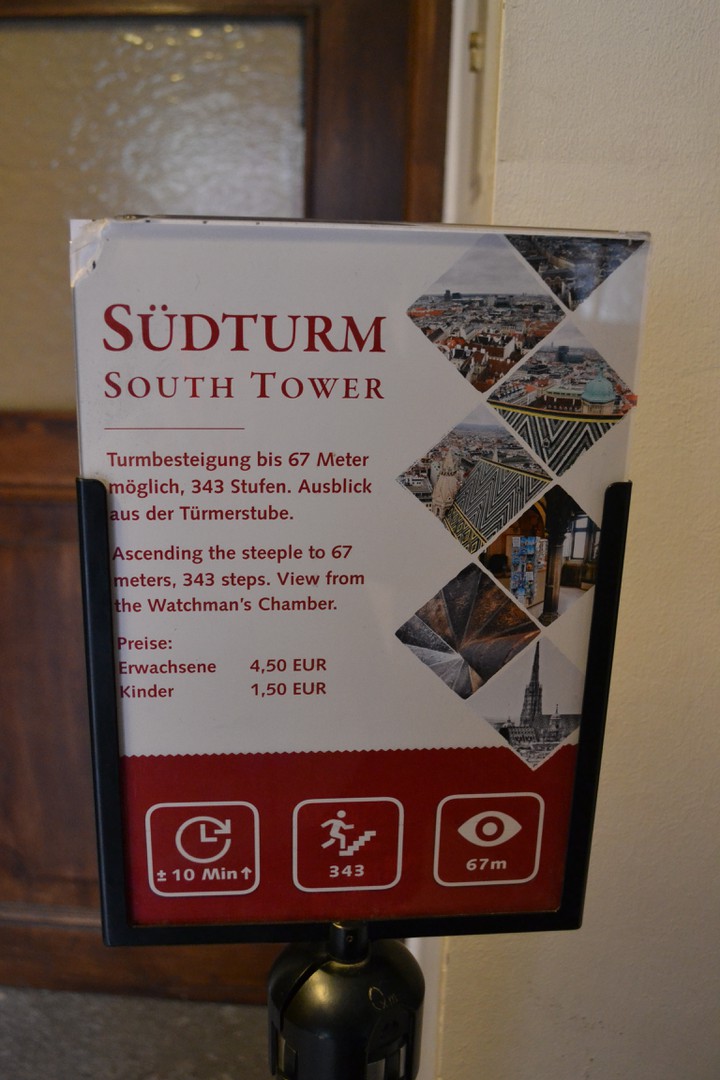 SÜDTURM
SOUTH TOWER
Turmbesteigung bis 67 Meter
möglich, 343 Stufen. Ausblick
aus der Türmerstube.
Ascending the steeple to 67
meters, 343 steps. View from
the Watchman's Chamber.
Preise:
Erwachsene 4,50 EUR
Kinder 1,50 EUR
± 10 Min↑
343
67m